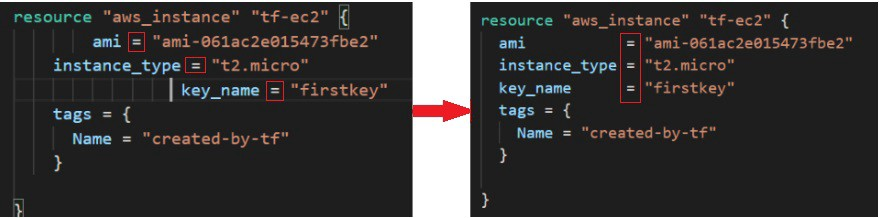 resource "aws_instance" "tf-ec2" {
ami = "ami-061ac2e015473fbe2"
instance_type = "t2.micro"
key_name = "firstkey"
tags = {
Name = "created-by-tf"
}
}
resource "aws_instance" "tf-ec2" {
ami = "ami-061ac2e015473fbe2"
instance_type = "t2.micro"
key_name = "firstkey"
tags = {
Name = "created-by-tf"
}
}